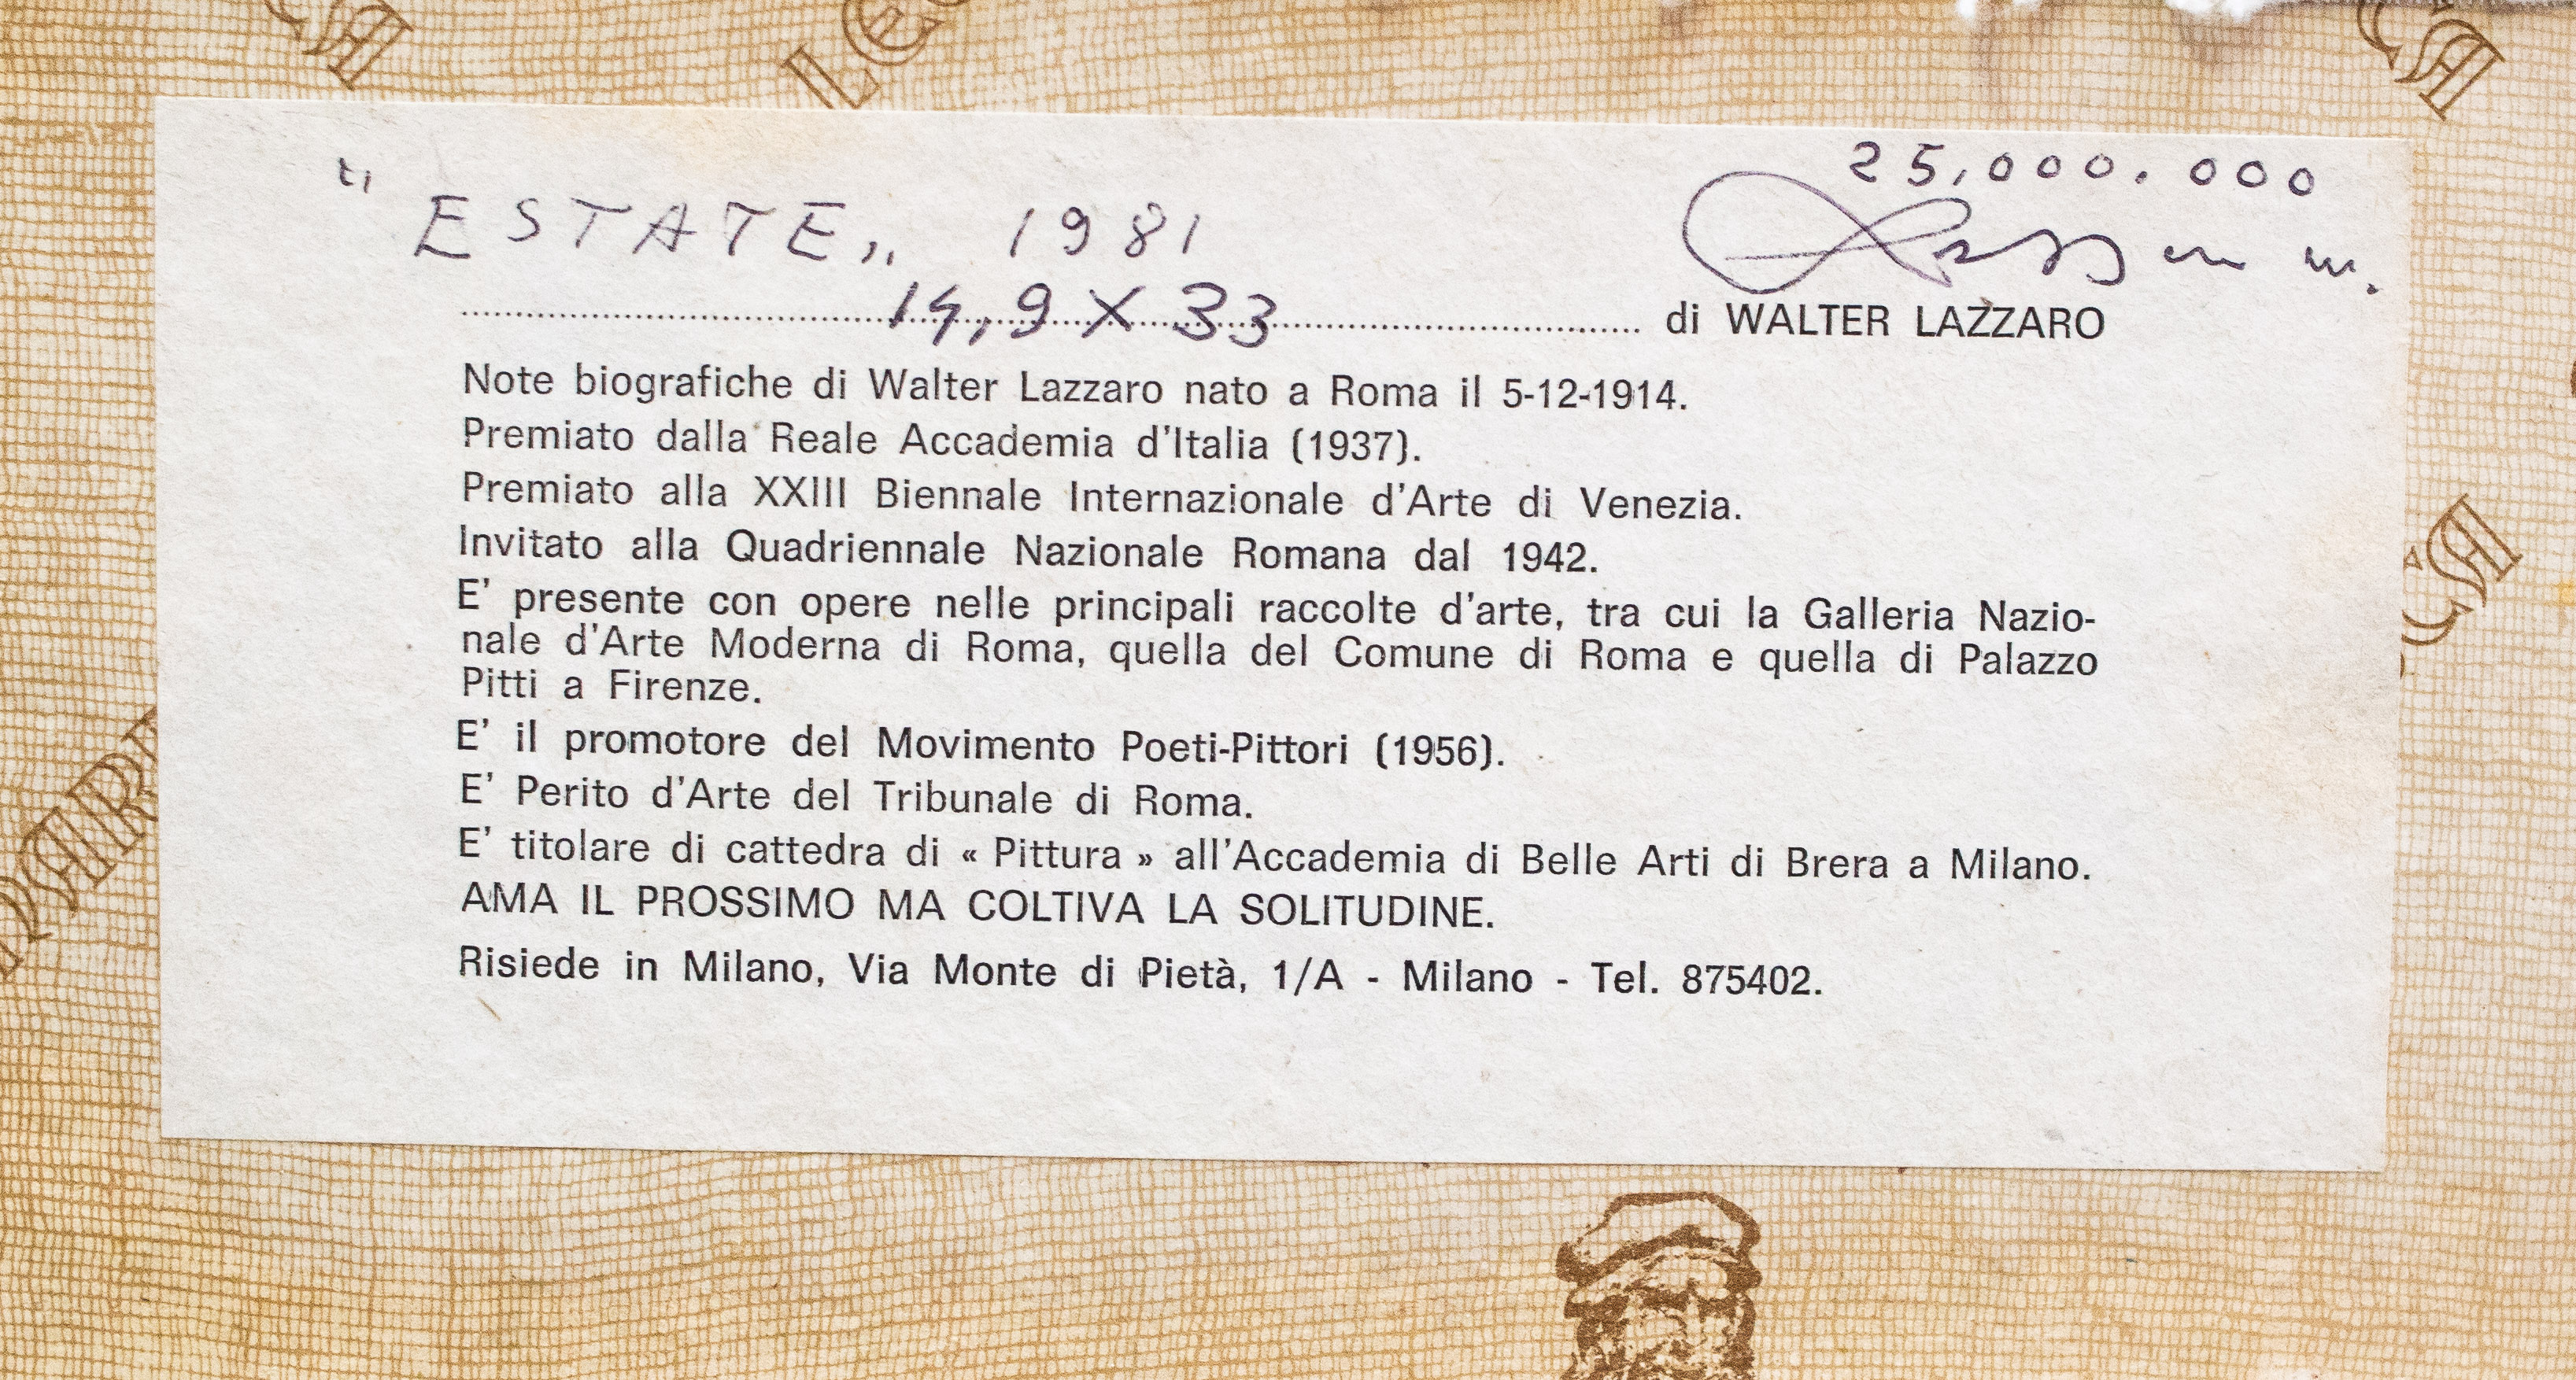 LEO
CA
CA
25.000.000
"ESTATE„ 1981
14,9 X 33
di WALTER LAZZARO
Note biografiche di Walter Lazzaro nato a Roma il 5-12-1914.
Premiato dalla Reale Accademia d'Italia (1937).
Premiato alla XXIII Biennale Internazionale d'Arte di Venezia.
Invitato alla Quadriennale Nazionale Romana dal 1942.
E' presente con opere nelle principali raccolte d'arte, tra cui la Galleria Nazio-
nale d'Arte Moderna di Roma, quella del Comune di Roma e quella di Palazzo
Pitti a Firenze.
E' il promotore del Movimento Poeti-Pittori (1956).
E' Perito d'Arte del Tribunale di Roma.
E' titolare di cattedra di « Pittura » all'Accademia di Belle Arti di Brera a Milano.
AMA IL PROSSIMO MA COLTIVA LA SOLITUDINE.
Risiede in Milano, Via Monte di Pietà, 1/A - Milano - Tel. 875402.